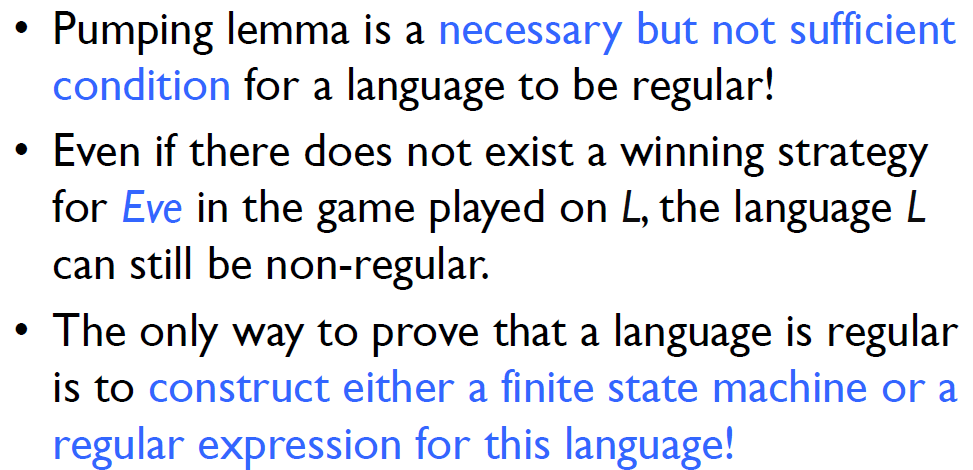 • Pumping lemma is a necessary but not sufficient
condition for a language to be regular!
• Even if there does not exist a winning strategy
for Eve in the game played on L, the language L
can still be non-regular.
• The only way to prove that a language is regular
is to construct either a finite state machine or a
regular expression for this language!